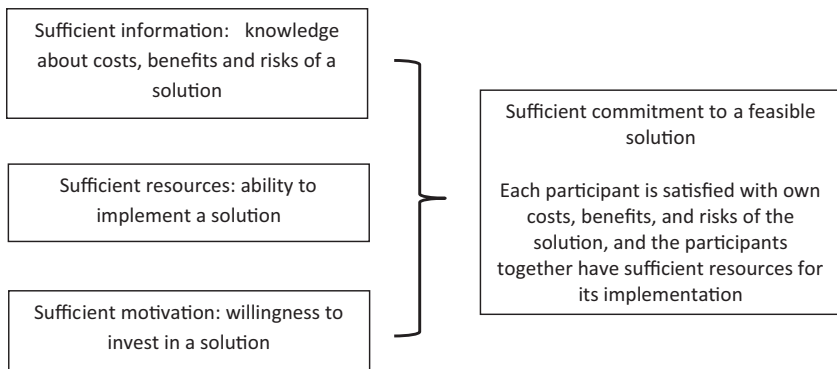 Sufficient information: knowledge
about costs, benefits and risks of a
solution
Sufficient resources: ability to
implement a solution
Sufficient motivation: willingness to
invest in a solution
Sufficient commitment to a feasible
solution
Each participant is satisfied with own
costs, benefits, and risks of the
solution, and the participants
together have sufficient resources for
its implementation